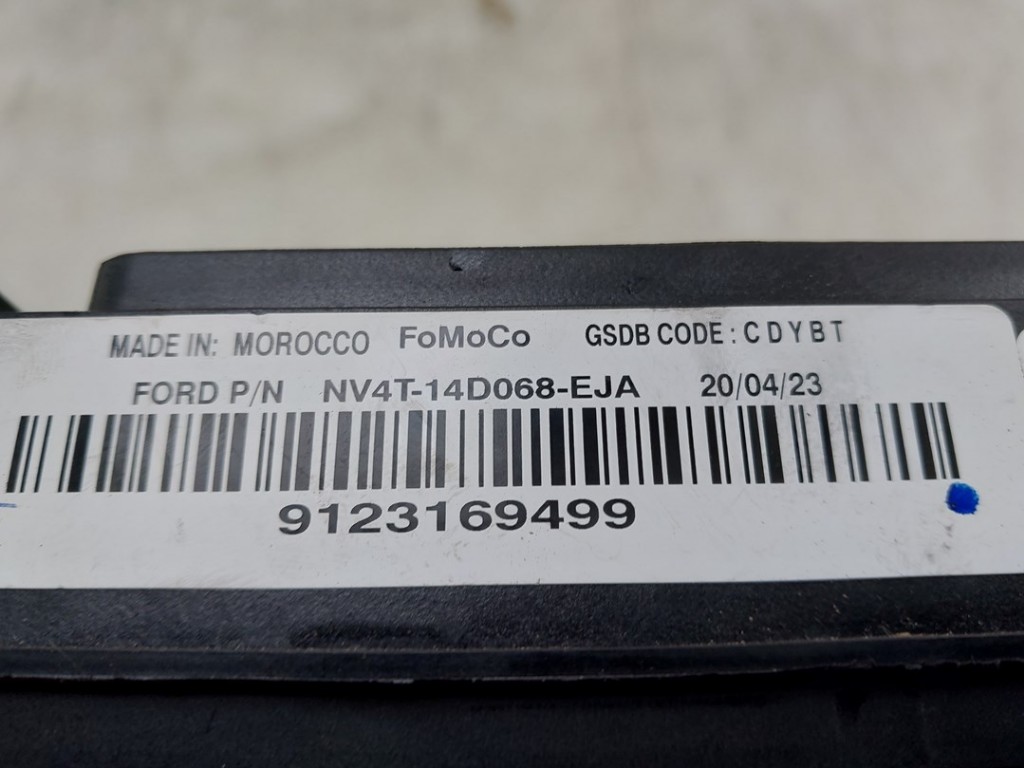 MADE IN: MOROCCO FoMoCo GSDB CODE : C D Y B T
FORD P/N NV4T-14D068-EJA 20/04/23
9123169499